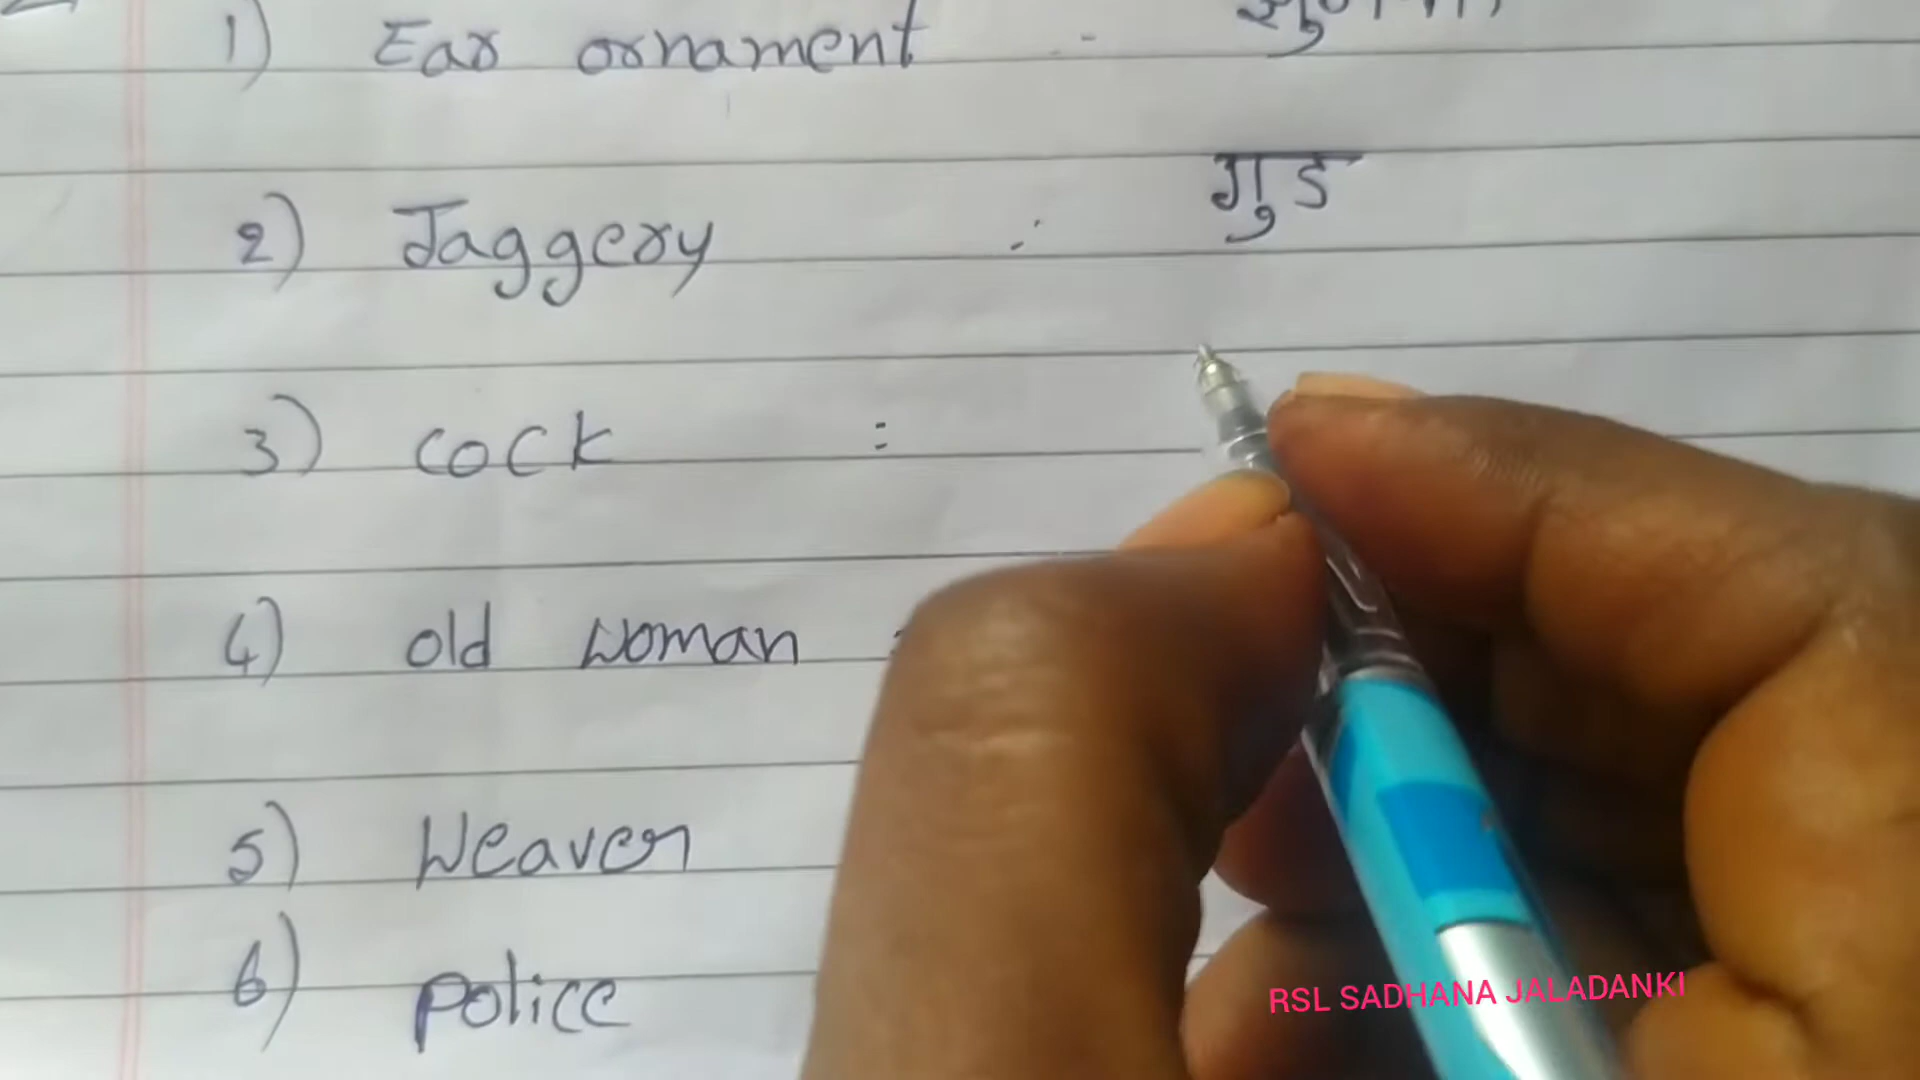 1) Ear ornament -
2) Jaggery : गुड
3) cock :
4) old woman
5) Weaver
6) police
RSL SADHANA JALADANKI